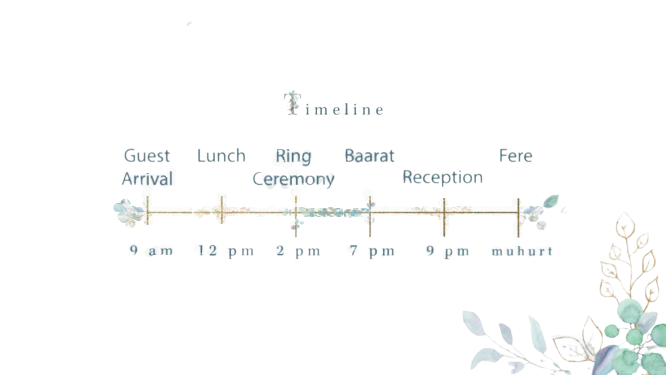 Timeline
Guest Arrival
Lunch
Ring Ceremony
Baarat
Reception
Fere
9 am
12 pm
2 pm
7 pm
9 pm
muhurt